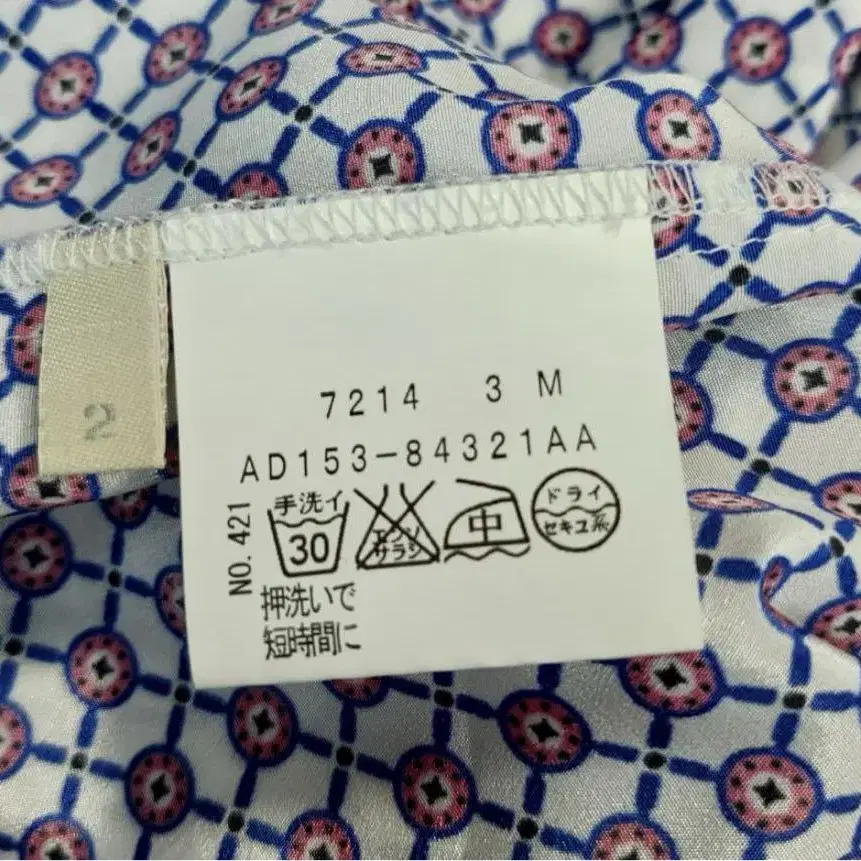 2
7214 3 M
AD153-84321AA
NO. 421
手洗イ
30
エンソ
サラシ
中
ドライ
セキユ系
押洗いで
短時間に